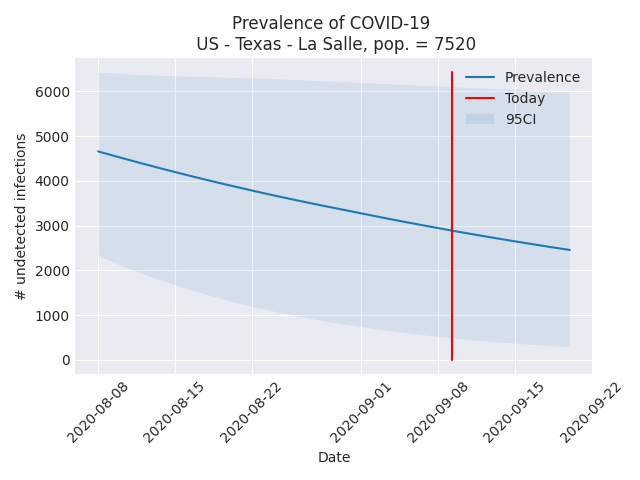 Prevalence of COVID-19
US - Texas - La Salle, pop. = 7520
Prevalence
Today
95CI
# undetected infections
6000
5000
4000
3000
2000
1000
0
2020-08-08
2020-08-15
2020-08-22
2020-09-01
2020-09-08
2020-09-15
2020-09-22
Date